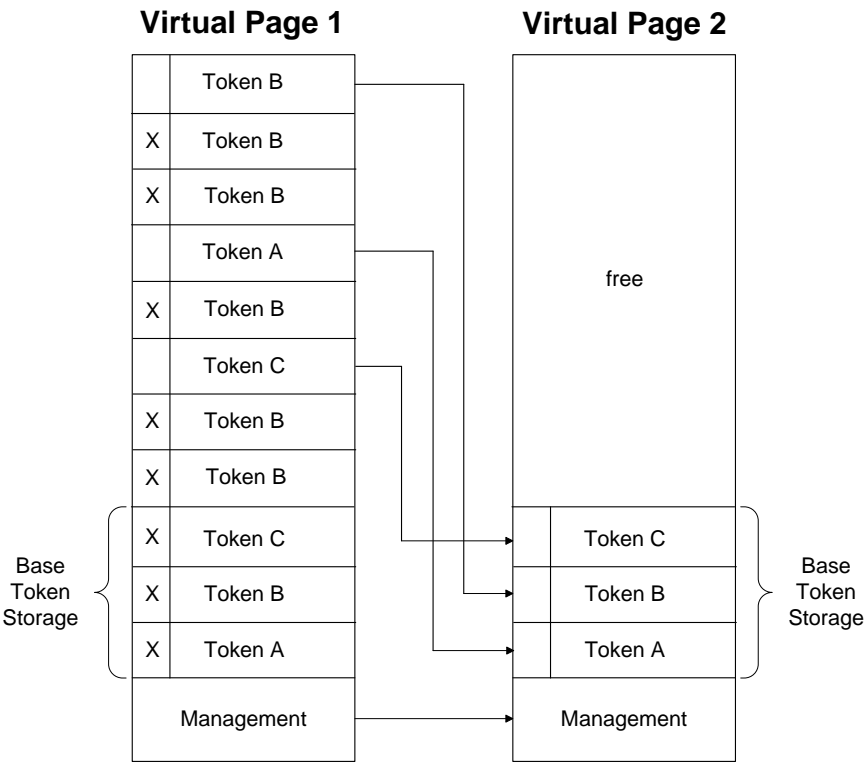 Virtual Page 1
Virtual Page 2
Token B
X Token B
X Token B
Token A
X Token B
Token C
X Token B
X Token B
X Token C
X Token B
X Token A
Management
Base
Token
Storage
free
Token C
Token B
Token A
Management
Base
Token
Storage